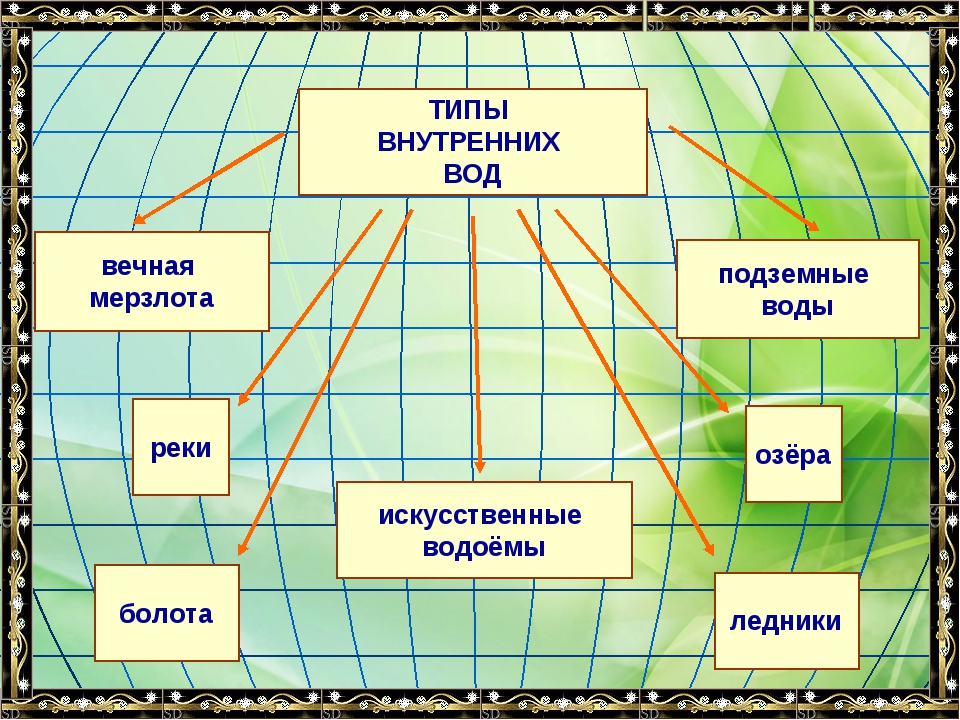 ТИПЫ
ВНУТРЕННИХ
ВОД
вечная
мерзлота
подземные
воды
реки
озёра
искусственные
водоёмы
болота
ледники